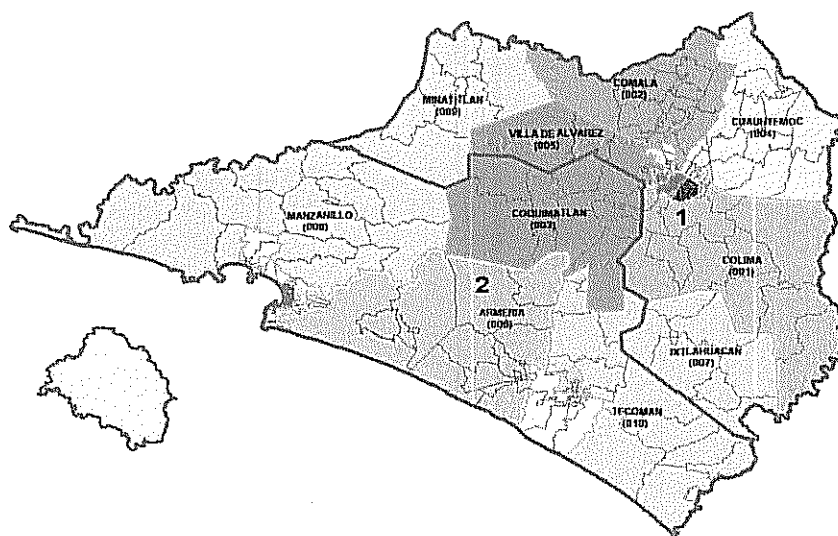 COMALA
(002)
MINATITLAN
(009)
CUAUHTEMOC
(004)
VILLA DE ALVAREZ
(005)
MANZANILLO
(008)
COQUIMATLAN
(003)
1
COLIMA
(001)
2
ARMERIA
(006)
IXTLAHUACAN
(007)
TECOMAN
(010)